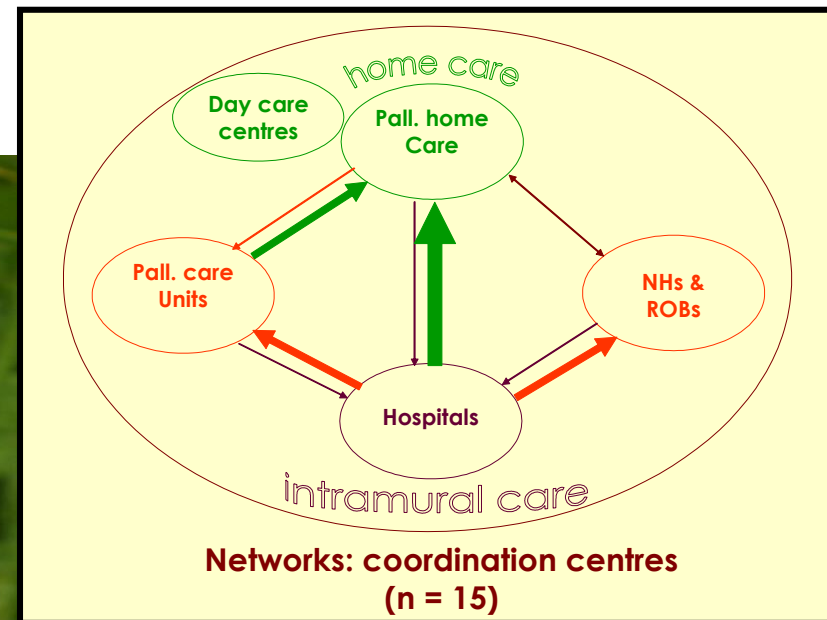 home care
Day care
centres
Pall. home
Care
Pall. care
Units
NHs &
ROBs
Hospitals
intramural care
Networks: coordination centres
(n = 15)